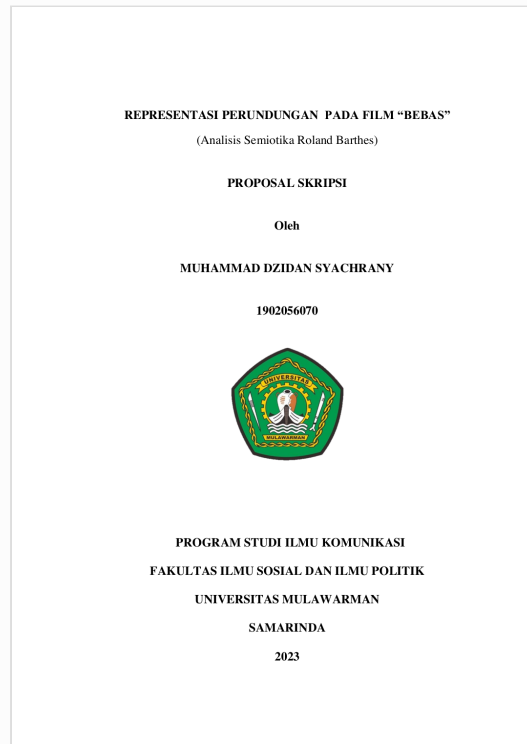 REPRESENTASI PERUNDUNGAN PADA FILM “BEBAS”
(Analisis Semiotika Roland Barthes)
PROPOSAL SKRIPSI
Oleh
MUHAMMAD DZIDAN SYACHRANY
1902056070
UNIVERSITAS
MULAWARMAN
PROGRAM STUDI ILMU KOMUNIKASI
FAKULTAS ILMU SOSIAL DAN ILMU POLITIK
UNIVERSITAS MULAWARMAN
SAMARINDA
2023